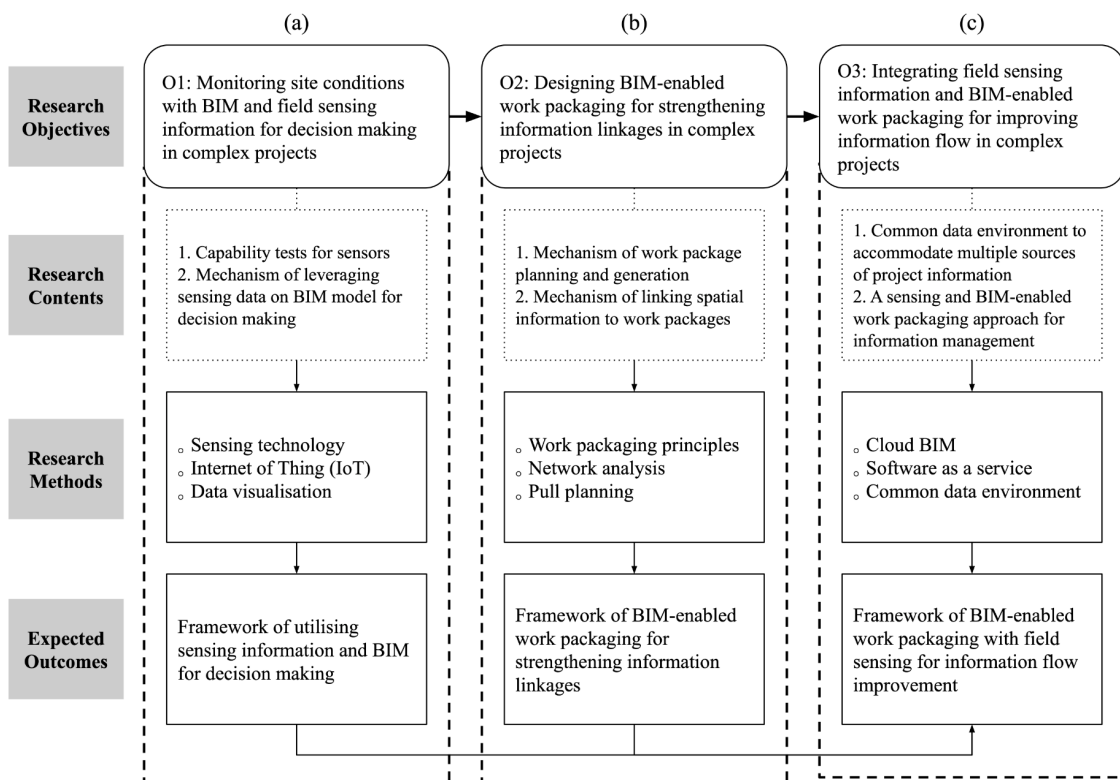 (a)
(b)
(c)
Research
Objectives
O1: Monitoring site conditions
with BIM and field sensing
information for decision making
in complex projects
O2: Designing BIM-enabled
work packaging for strengthening
information linkages in complex
projects
O3: Integrating field sensing
information and BIM-enabled
work packaging for improving
information flow in complex
projects
Research
Contents
1. Capability tests for sensors
2. Mechanism of leveraging
sensing data on BIM model for
decision making
1. Mechanism of work package
planning and generation
2. Mechanism of linking spatial
information to work packages
1. Common data environment to
accommodate multiple sources
of project information
2. A sensing and BIM-enabled
work packaging approach for
information management
Research
Methods
○ Sensing technology
○ Internet of Thing (IoT)
○ Data visualisation
○ Work packaging principles
○ Network analysis
○ Pull planning
○ Cloud BIM
○ Software as a service
○ Common data environment
Expected
Outcomes
Framework of utilising
sensing information and BIM
for decision making
Framework of BIM-enabled
work packaging for
strengthening information
linkages
Framework of BIM-enabled
work packaging with field
sensing for information flow
improvement